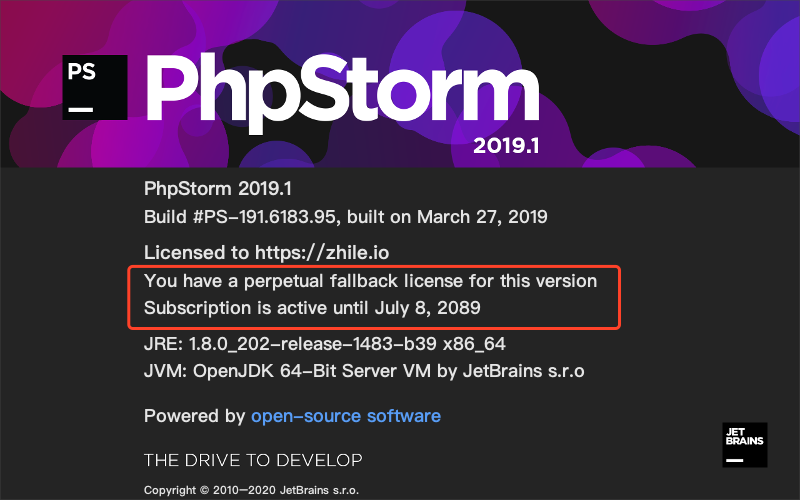 PS
PhpStorm
2019.1
PhpStorm 2019.1
Build #PS-191.6183.95, built on March 27, 2019
Licensed to https://zhile.io
You have a perpetual fallback license for this version
Subscription is active until July 8, 2089
JRE: 1.8.0_202-release-1483-b39 x86_64
JVM: OpenJDK 64-Bit Server VM by JetBrains s.r.o
Powered by open-source software
JET
BRAINS
THE DRIVE TO DEVELOP
Copyright © 2010—2020 JetBrains s.r.o.